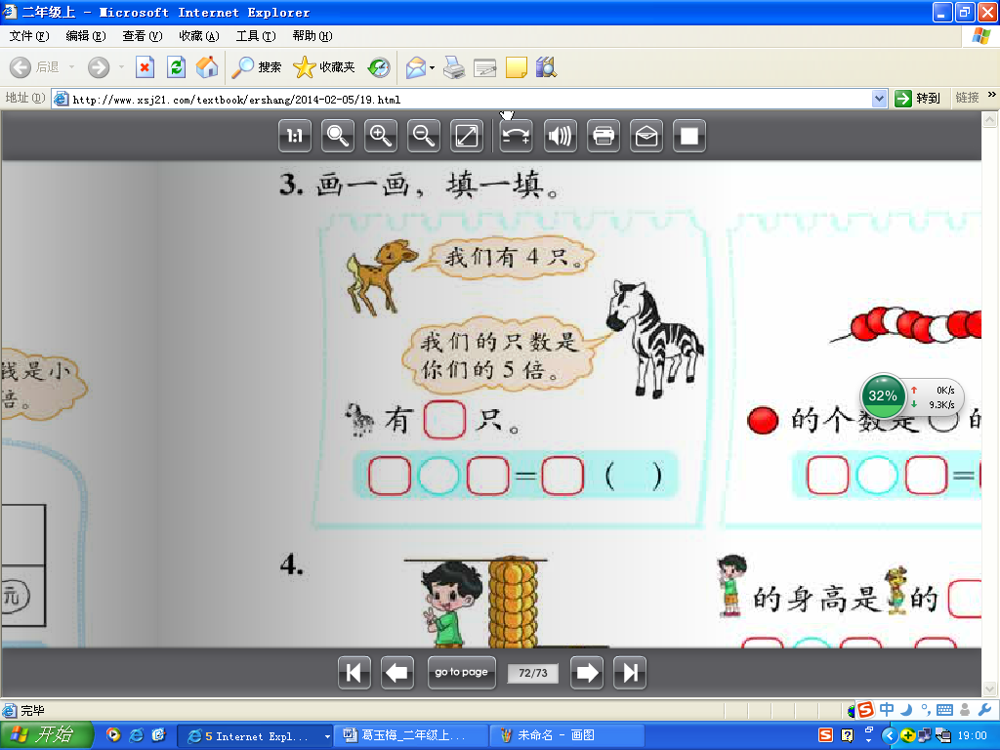 二年级上 - Microsoft Internet Explorer
文件(F) 编辑(E) 查看(V) 收藏(A) 工具(T) 帮助(H)
后退 搜索 收藏夹
地址(D) http://www.xsj21.com/textbook/ershang/2014-02-05/19.html 转到 链接 »
1:1
3. 画一画，填一填。
我们有 4 只。
我们的只数是
你们的 5 倍。
钱是小
倍。
32% 0K/s
9.3K/s
有 只。
的个数是 的
= ( )
=
4.
元
的身高是 的
go to page 72/73
完毕
中
开始 5 Internet Expl... 葛玉梅_二年级上... 未命名 - 画图 19:00